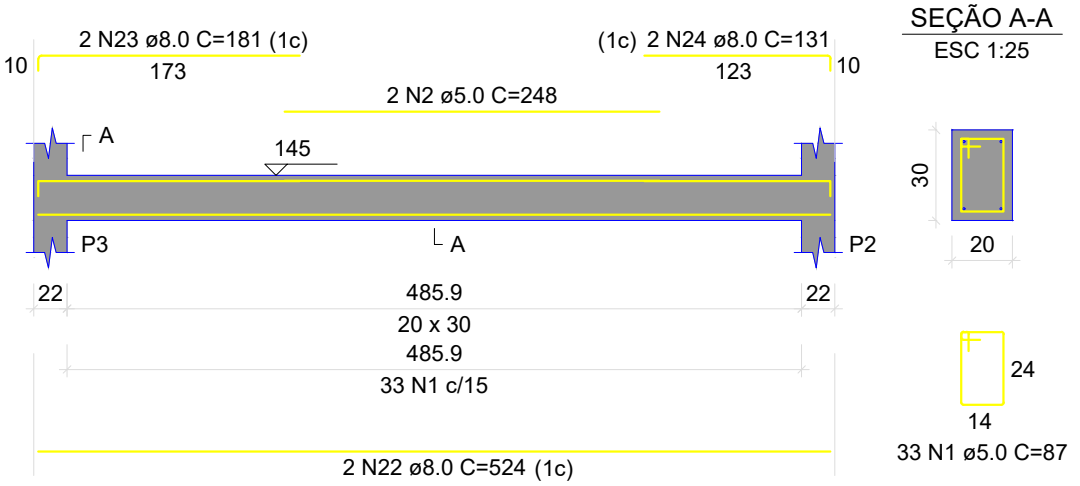 SEÇÃO A-A
ESC 1:25
2 N23 ø8.0 C=181 (1c)
(1c) 2 N24 ø8.0 C=131
10
173
123
10
2 N2 ø5.0 C=248
A
145
30
P3
A
P2
20
22
485.9
22
20 x 30
485.9
33 N1 c/15
24
14
33 N1 ø5.0 C=87
2 N22 ø8.0 C=524 (1c)